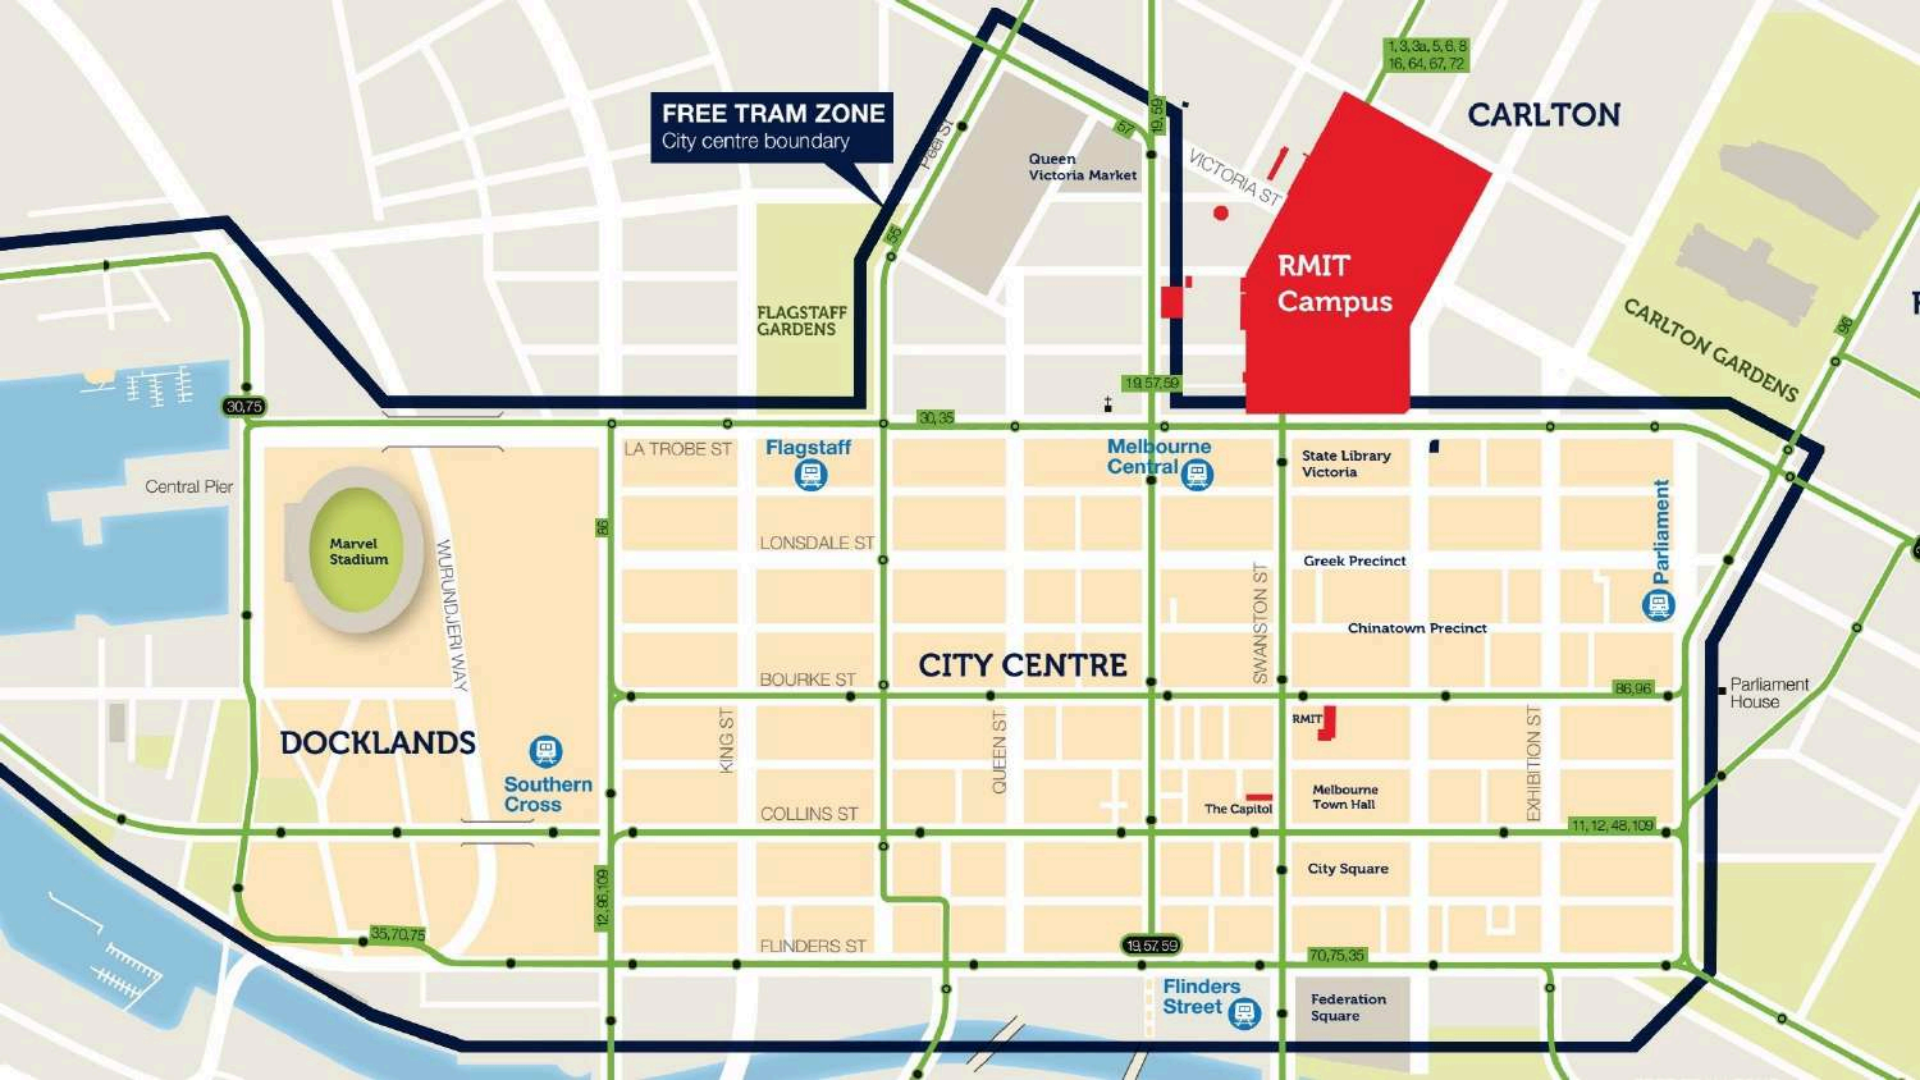 1, 3, 3a, 5, 6, 8
16, 64, 67, 72
CARLTON
FREE TRAM ZONE
City centre boundary
Peel St
57
19, 59
Queen
Victoria Market
VICTORIA ST
55
RMIT
Campus
FLAGSTAFF
GARDENS
CARLTON GARDENS
96
19, 57, 59
30,75
30, 35
LA TROBE ST
Flagstaff
Melbourne
Central
State Library
Victoria
Central Pier
Marvel
Stadium
WURUNDJERI WAY
LONSDALE ST
Greek Precinct
SWANSTON ST
Parliament
Chinatown Precinct
CITY CENTRE
BOURKE ST
86,96
Parliament
House
DOCKLANDS
KING ST
QUEEN ST
RMIT
EXHIBITION ST
Southern
Cross
The Capitol
Melbourne
Town Hall
COLLINS ST
11, 12, 48, 109
City Square
12, 96, 109
35,70,75
FLINDERS ST
19, 57, 59
70,75,35
Flinders
Street
Federation
Square